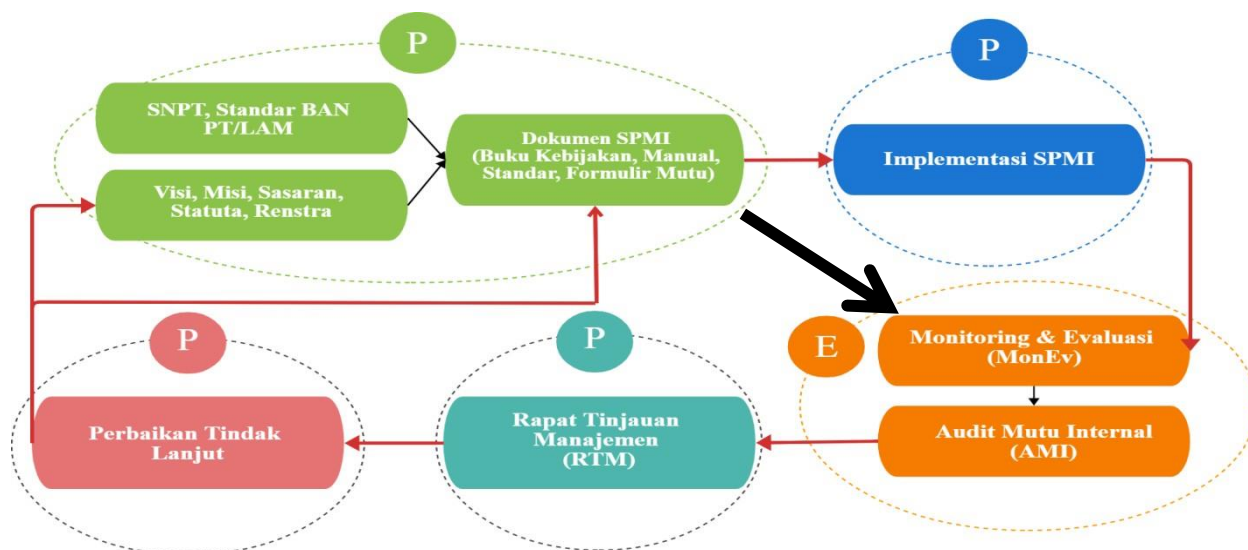 P
SNPT, Standar BAN
PT/LAM
Visi, Misi, Sasaran,
Statuta, Renstra
Dokumen SPMI
(Buku Kebijakan, Manual,
Standar, Formulir Mutu)
P
Implementasi SPMI
E
Monitoring & Evaluasi
(MonEv)
Audit Mutu Internal
(AMI)
P
Rapat Tinjauan
Manajemen
(RTM)
P
Perbaikan Tindak
Lanjut